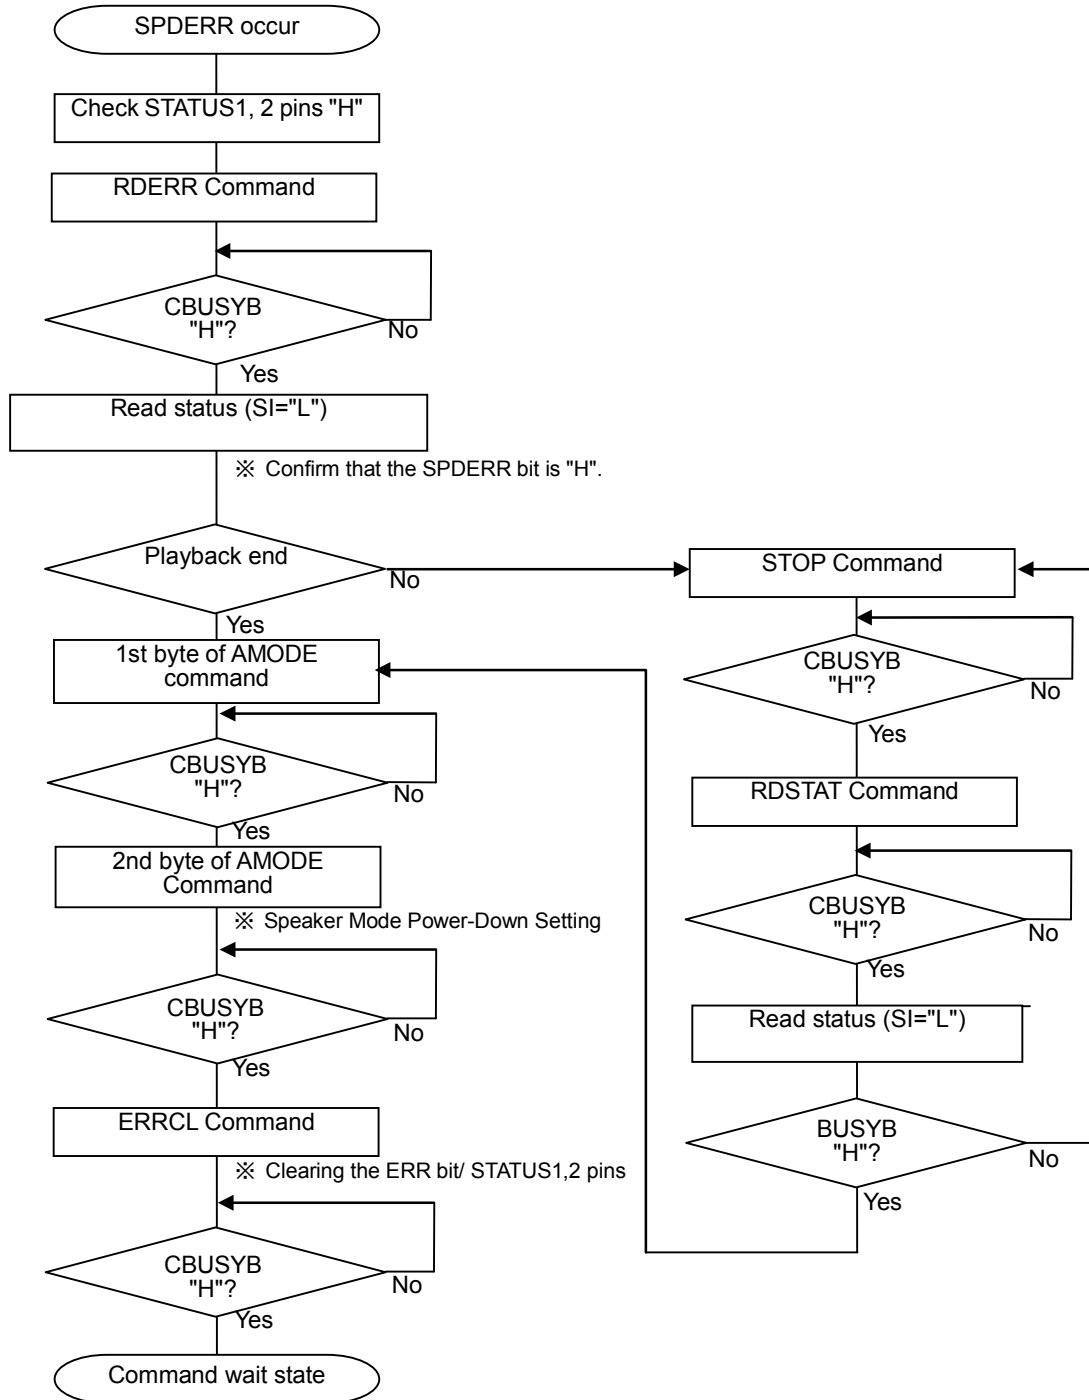 SPDERR occur
Check STATUS1, 2 pins "H"
RDERR Command
CBUSYB
"H"?
No
Yes
Read status (SI="L")
※ Confirm that the SPDERR bit is "H".
Playback end
No
Yes
1st byte of AMODE
command
CBUSYB
"H"?
No
Yes
2nd byte of AMODE
Command
※ Speaker Mode Power-Down Setting
CBUSYB
"H"?
No
Yes
ERRCL Command
※ Clearing the ERR bit/ STATUS1,2 pins
CBUSYB
"H"?
No
Yes
Command wait state
STOP Command
CBUSYB
"H"?
No
Yes
RDSTAT Command
CBUSYB
"H"?
No
Yes
Read status (SI="L")
BUSYB
"H"?
No
Yes